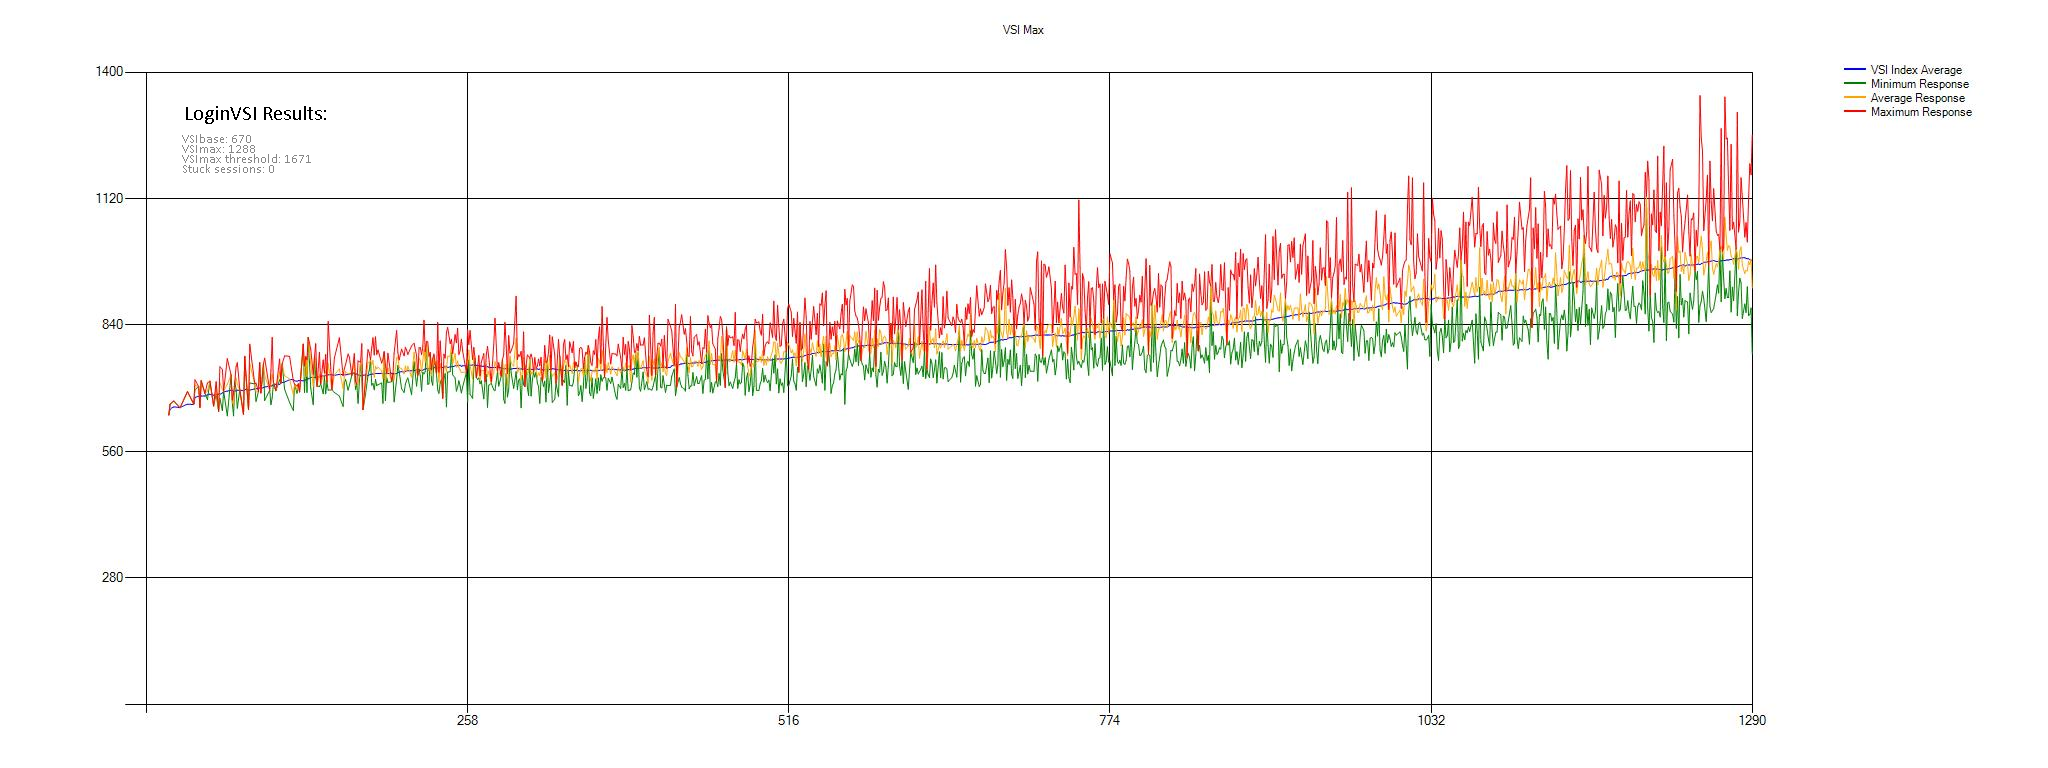 VSI Max
1400
1120
840
560
280
258
516
774
1032
1290
LoginVSI Results:
VSIbase: 670
VSImax: 1288
VSImax threshold: 1671
Stuck sessions: 0
VSI Index Average
Minimum Response
Average Response
Maximum Response